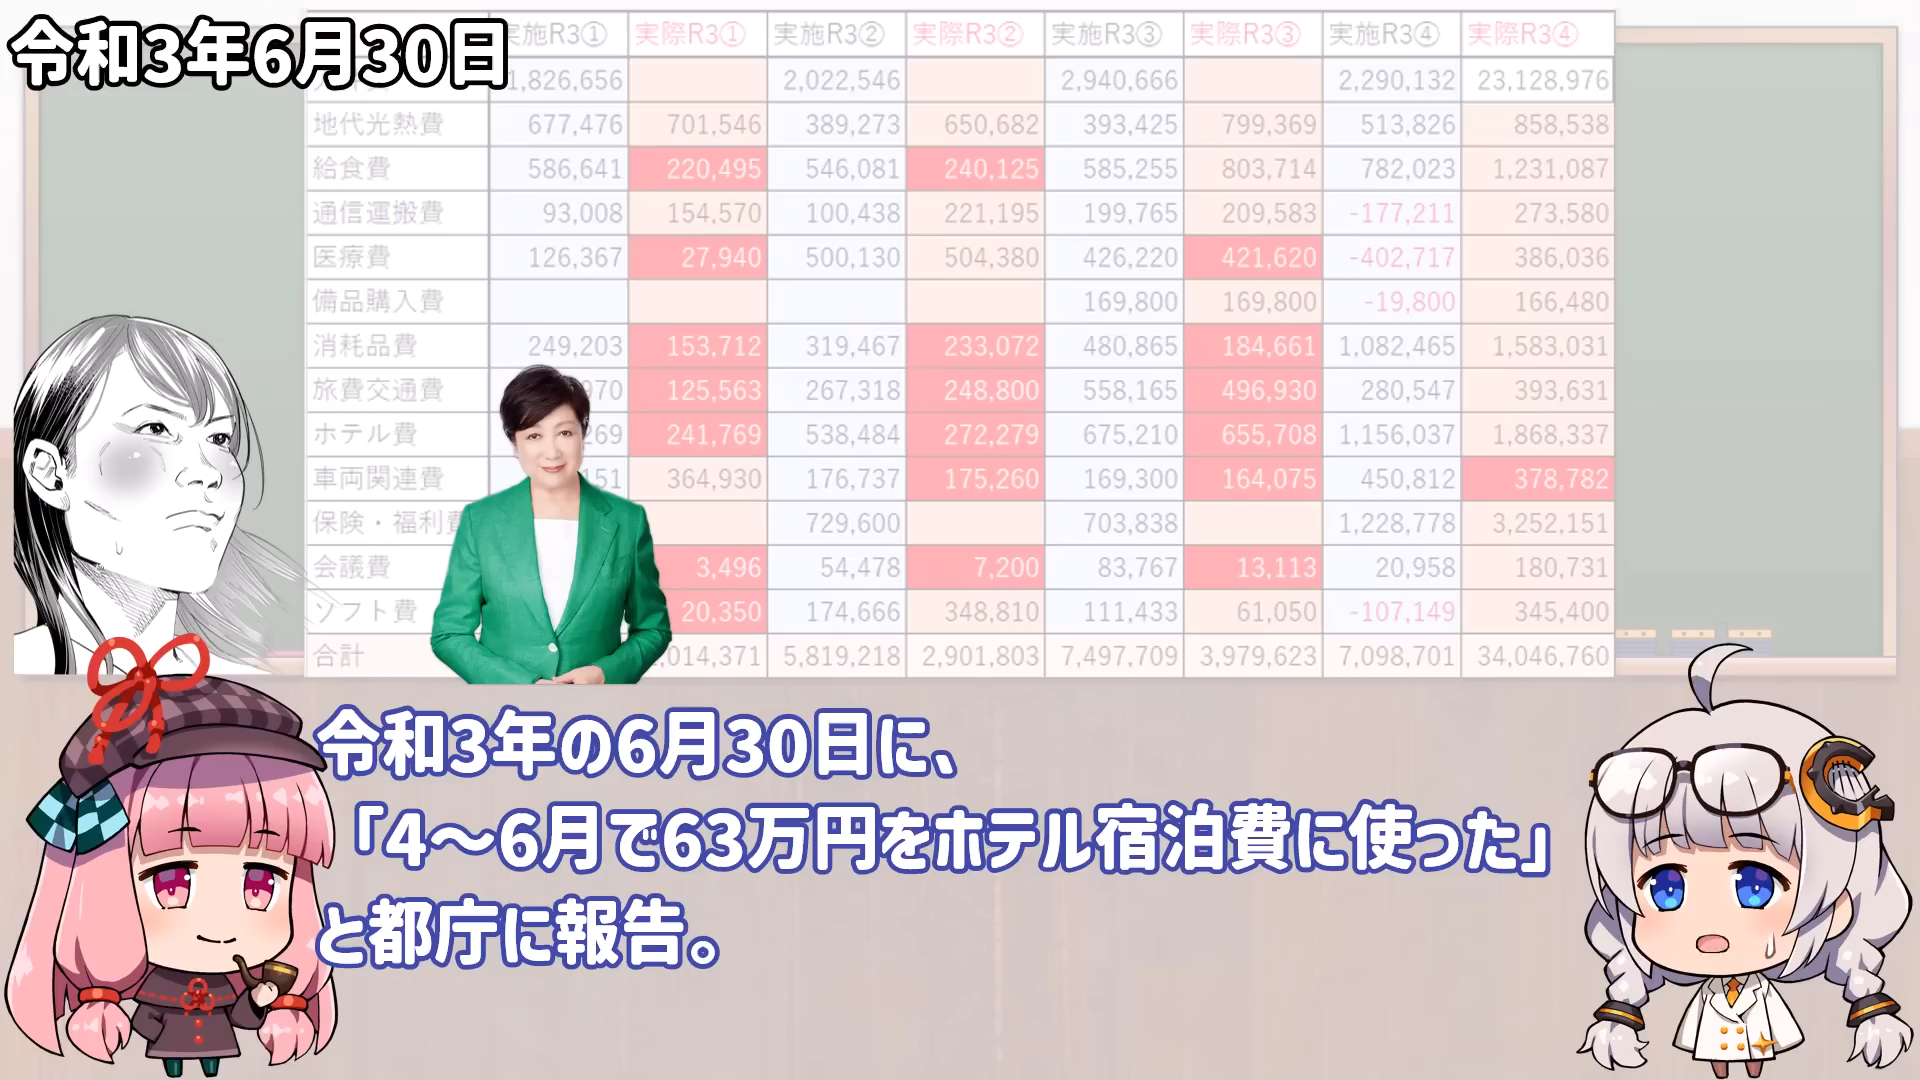 令和3年6月30日
実施R3① 実際R3① 実施R3② 実際R3② 実施R3③ 実際R3③ 実施R3④ 実際R3④
1,826,656 2,022,546 2,940,666 2,290,132 23,128,976
地代光熱費 677,476 701,546 389,273 650,682 393,425 799,369 513,826 858,538
給食費 586,641 220,495 546,081 240,125 585,255 803,714 782,023 1,231,087
通信運搬費 93,008 154,570 100,438 221,195 199,765 209,583 -177,211 273,580
医療費 126,367 27,940 500,130 504,380 426,220 421,620 -402,717 386,036
備品購入費 169,800 169,800 -19,800 166,480
消耗品費 249,203 153,712 319,467 233,072 480,865 184,661 1,082,465 1,583,031
旅費交通費 970 125,563 267,318 248,800 558,165 496,930 280,547 393,631
ホテル費 269 241,769 538,484 272,279 675,210 655,708 1,156,037 1,868,337
車両関連費 151 364,930 176,737 175,260 169,300 164,075 450,812 378,782
保険・福利費 729,600 703,838 1,228,778 3,252,151
会議費 3,496 54,478 7,200 83,767 13,113 20,958 180,731
ソフト費 20,350 174,666 348,810 111,433 61,050 -107,149 345,400
合計 ,014,371 5,819,218 2,901,803 7,497,709 3,979,623 7,098,701 34,046,760
令和3年の6月30日に、
「4～6月で63万円をホテル宿泊費に使った」
と都庁に報告。